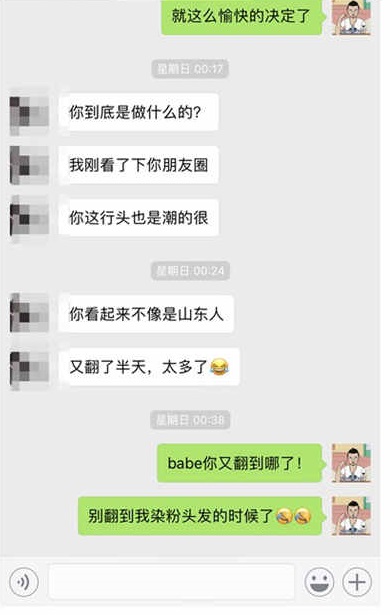 就这么愉快的决定了
星期日 00:17
你到底是做什么的?
我刚看了下你朋友圈
你这行头也是潮的很
星期日 00:24
你看起来不像是山东人
又翻了半天，太多了😂
星期日 00:38
babe你又翻到哪了！
别翻到我染粉头发的时候了